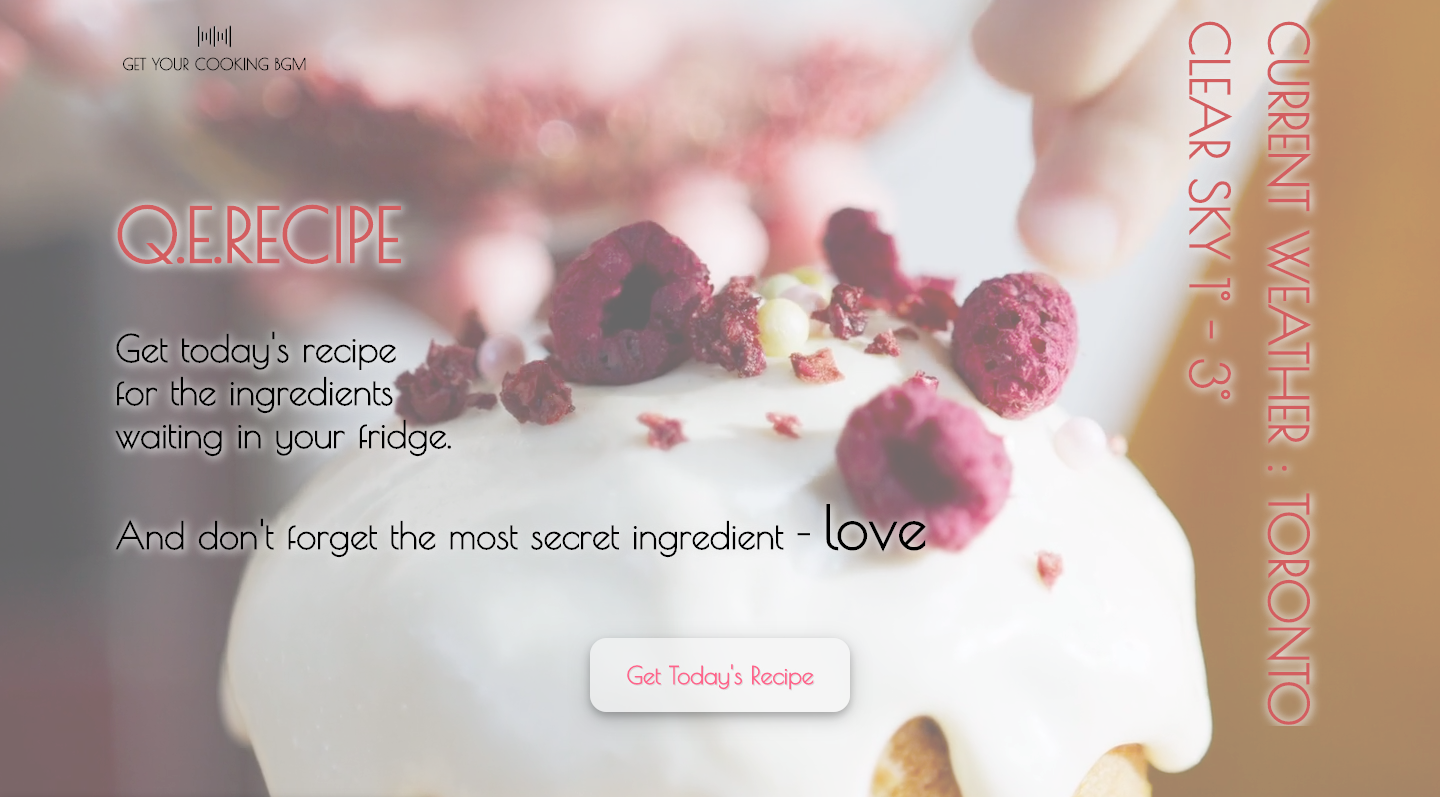 GET YOUR COOKING BGM
Q.E.RECIPE
Get today's recipe
for the ingredients
waiting in your fridge.
And don't forget the most secret ingredient - love
Get Today's Recipe
CURRENT WEATHER : TORONTO
CLEAR SKY 1° - 3°